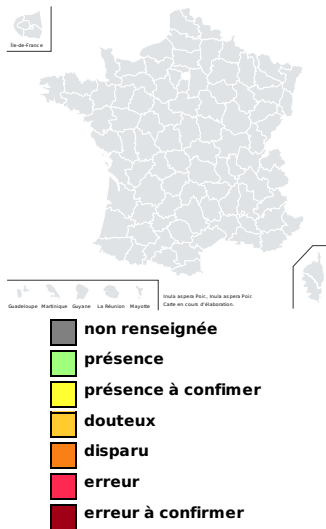 Île-de-France
Guadeloupe Martinique Guyane La Réunion Mayotte
Inula aspera Poir., Inula aspera Poir.
Carte en cours d'élaboration.
non renseignée
présence
présence à confimer
douteux
disparu
erreur
erreur à confirmer